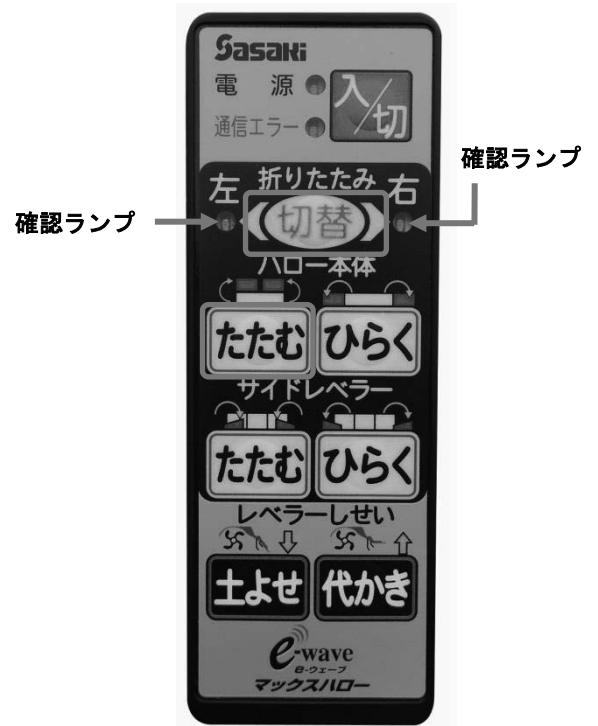 Sasaki
電 源
入/切
通信エラー
確認ランプ
左 折りたたみ 右
確認ランプ
切替
ハロー本体
たたむ ひらく
サイドレベラー
たたむ ひらく
レベラーしせい
土よせ 代かき
e-wave
e-ウェーブ
マックスハロー